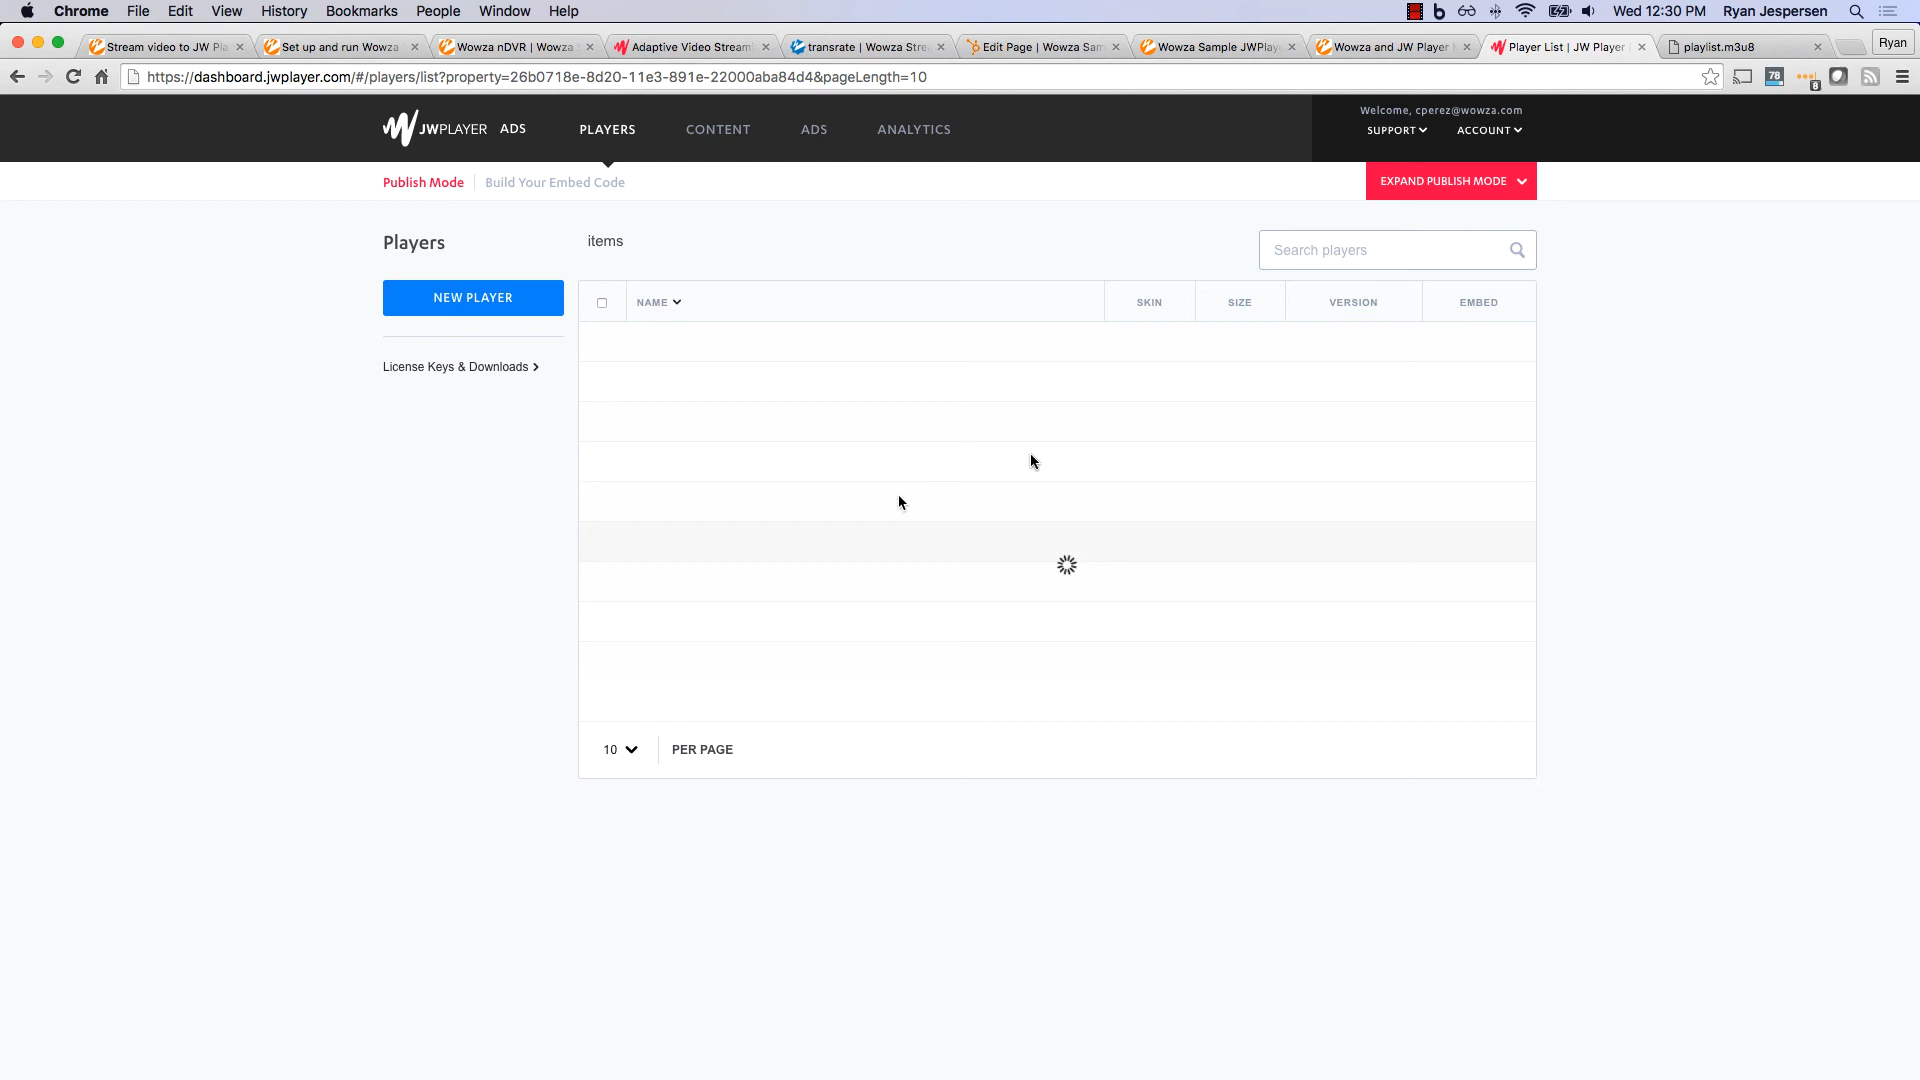 Chrome File Edit View History Bookmarks People Window Help Wed 12:30 PM Ryan Jespersen
Stream video to JW Pla Set up and run Wowza Wowza nDVR | Wowza Adaptive Video Stream transrate | Wowza Stre Edit Page | Wowza Sam Wowza Sample JWPlay Wowza and JW Player Player List | JW Player playlist.m3u8 Ryan
https://dashboard.jwplayer.com/#/players/list?property=26b0718e-8d20-11e3-891e-22000aba84d4&pageLength=10 78 8
JWPLAYER ADS PLAYERS CONTENT ADS ANALYTICS
Welcome, cperez@wowza.com
SUPPORT ACCOUNT
Publish Mode Build Your Embed Code EXPAND PUBLISH MODE
Players items Search players
NEW PLAYER
NAME SKIN SIZE VERSION EMBED
License Keys & Downloads
10 PER PAGE